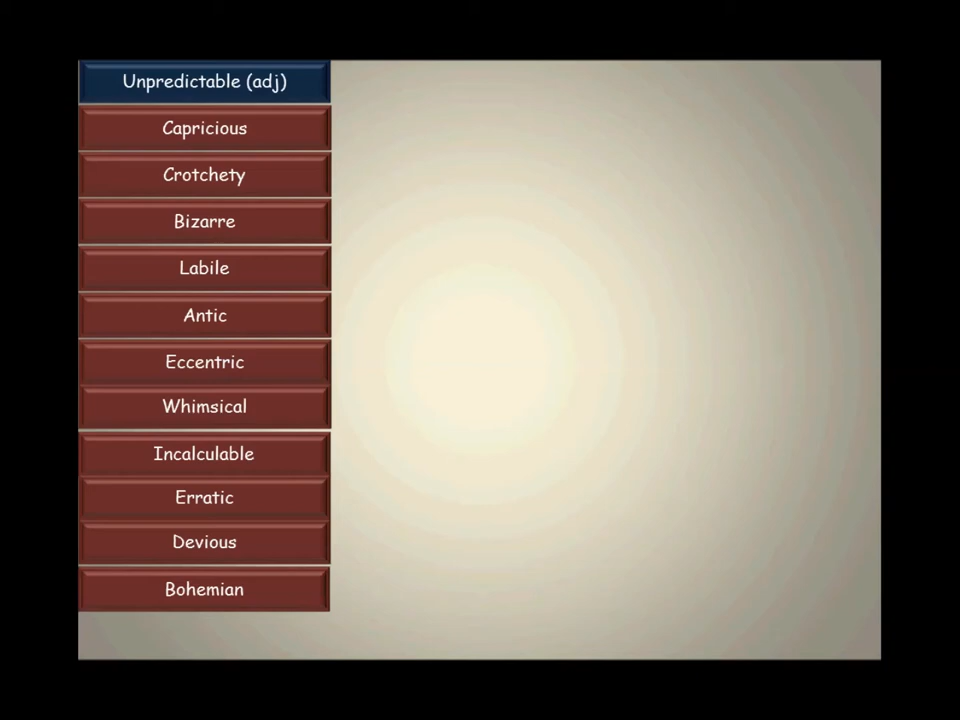 Unpredictable (adj)
Capricious
Crotchety
Bizarre
Labile
Antic
Eccentric
Whimsical
Incalculable
Erratic
Devious
Bohemian